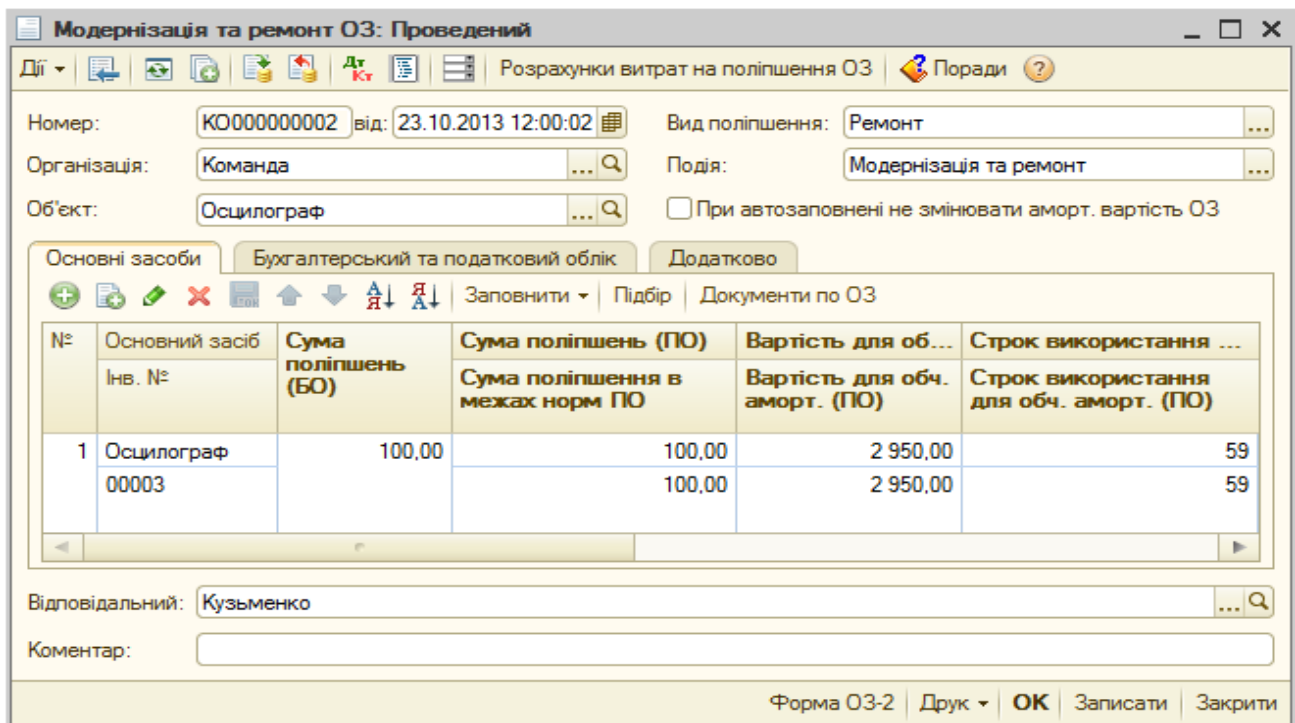 Модернізація та ремонт ОЗ: Проведений
Дії Дт Кт Розрахунки витрат на поліпшення ОЗ Поради
Номер: КО000000002 від: 23.10.2013 12:00:02 Вид поліпшення: Ремонт ...
Організація: Команда ... Подія: Модернізація та ремонт ...
Об'єкт: Осцилограф ... При автозаповнені не змінювати аморт. вартість ОЗ
Основні засоби Бухгалтерський та податковий облік Додатково
Заповнити Підбір Документи по ОЗ
№ Основний засіб Сума поліпшень (БО) Сума поліпшень (ПО) Вартість для об... Строк використання ...
Інв. № Сума поліпшення в межах норм ПО Вартість для обч. аморт. (ПО) Строк використання для обч. аморт. (ПО)
1 Осцилограф 100,00 100,00 2 950,00 59
00003 100,00 2 950,00 59
Відповідальний: Кузьменко ...
Коментар:
Форма ОЗ-2 Друк ОК Записати Закрити